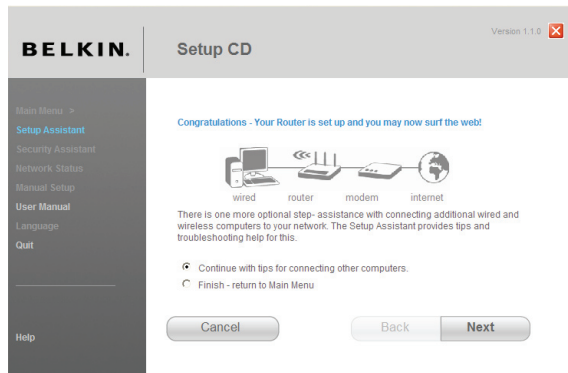 BELKIN.
Setup CD
Version 1.1.0
Main Menu >
Setup Assistant
Security Assistant
Network Status
Manual Setup
User Manual
Language
Quit
Help
Congratulations - Your Router is set up and you may now surf the web!
wired router modem internet
There is one more optional step- assistance with connecting additional wired and
wireless computers to your network. The Setup Assistant provides tips and
troubleshooting help for this.
Continue with tips for connecting other computers.
Finish - return to Main Menu
Cancel
Back
Next